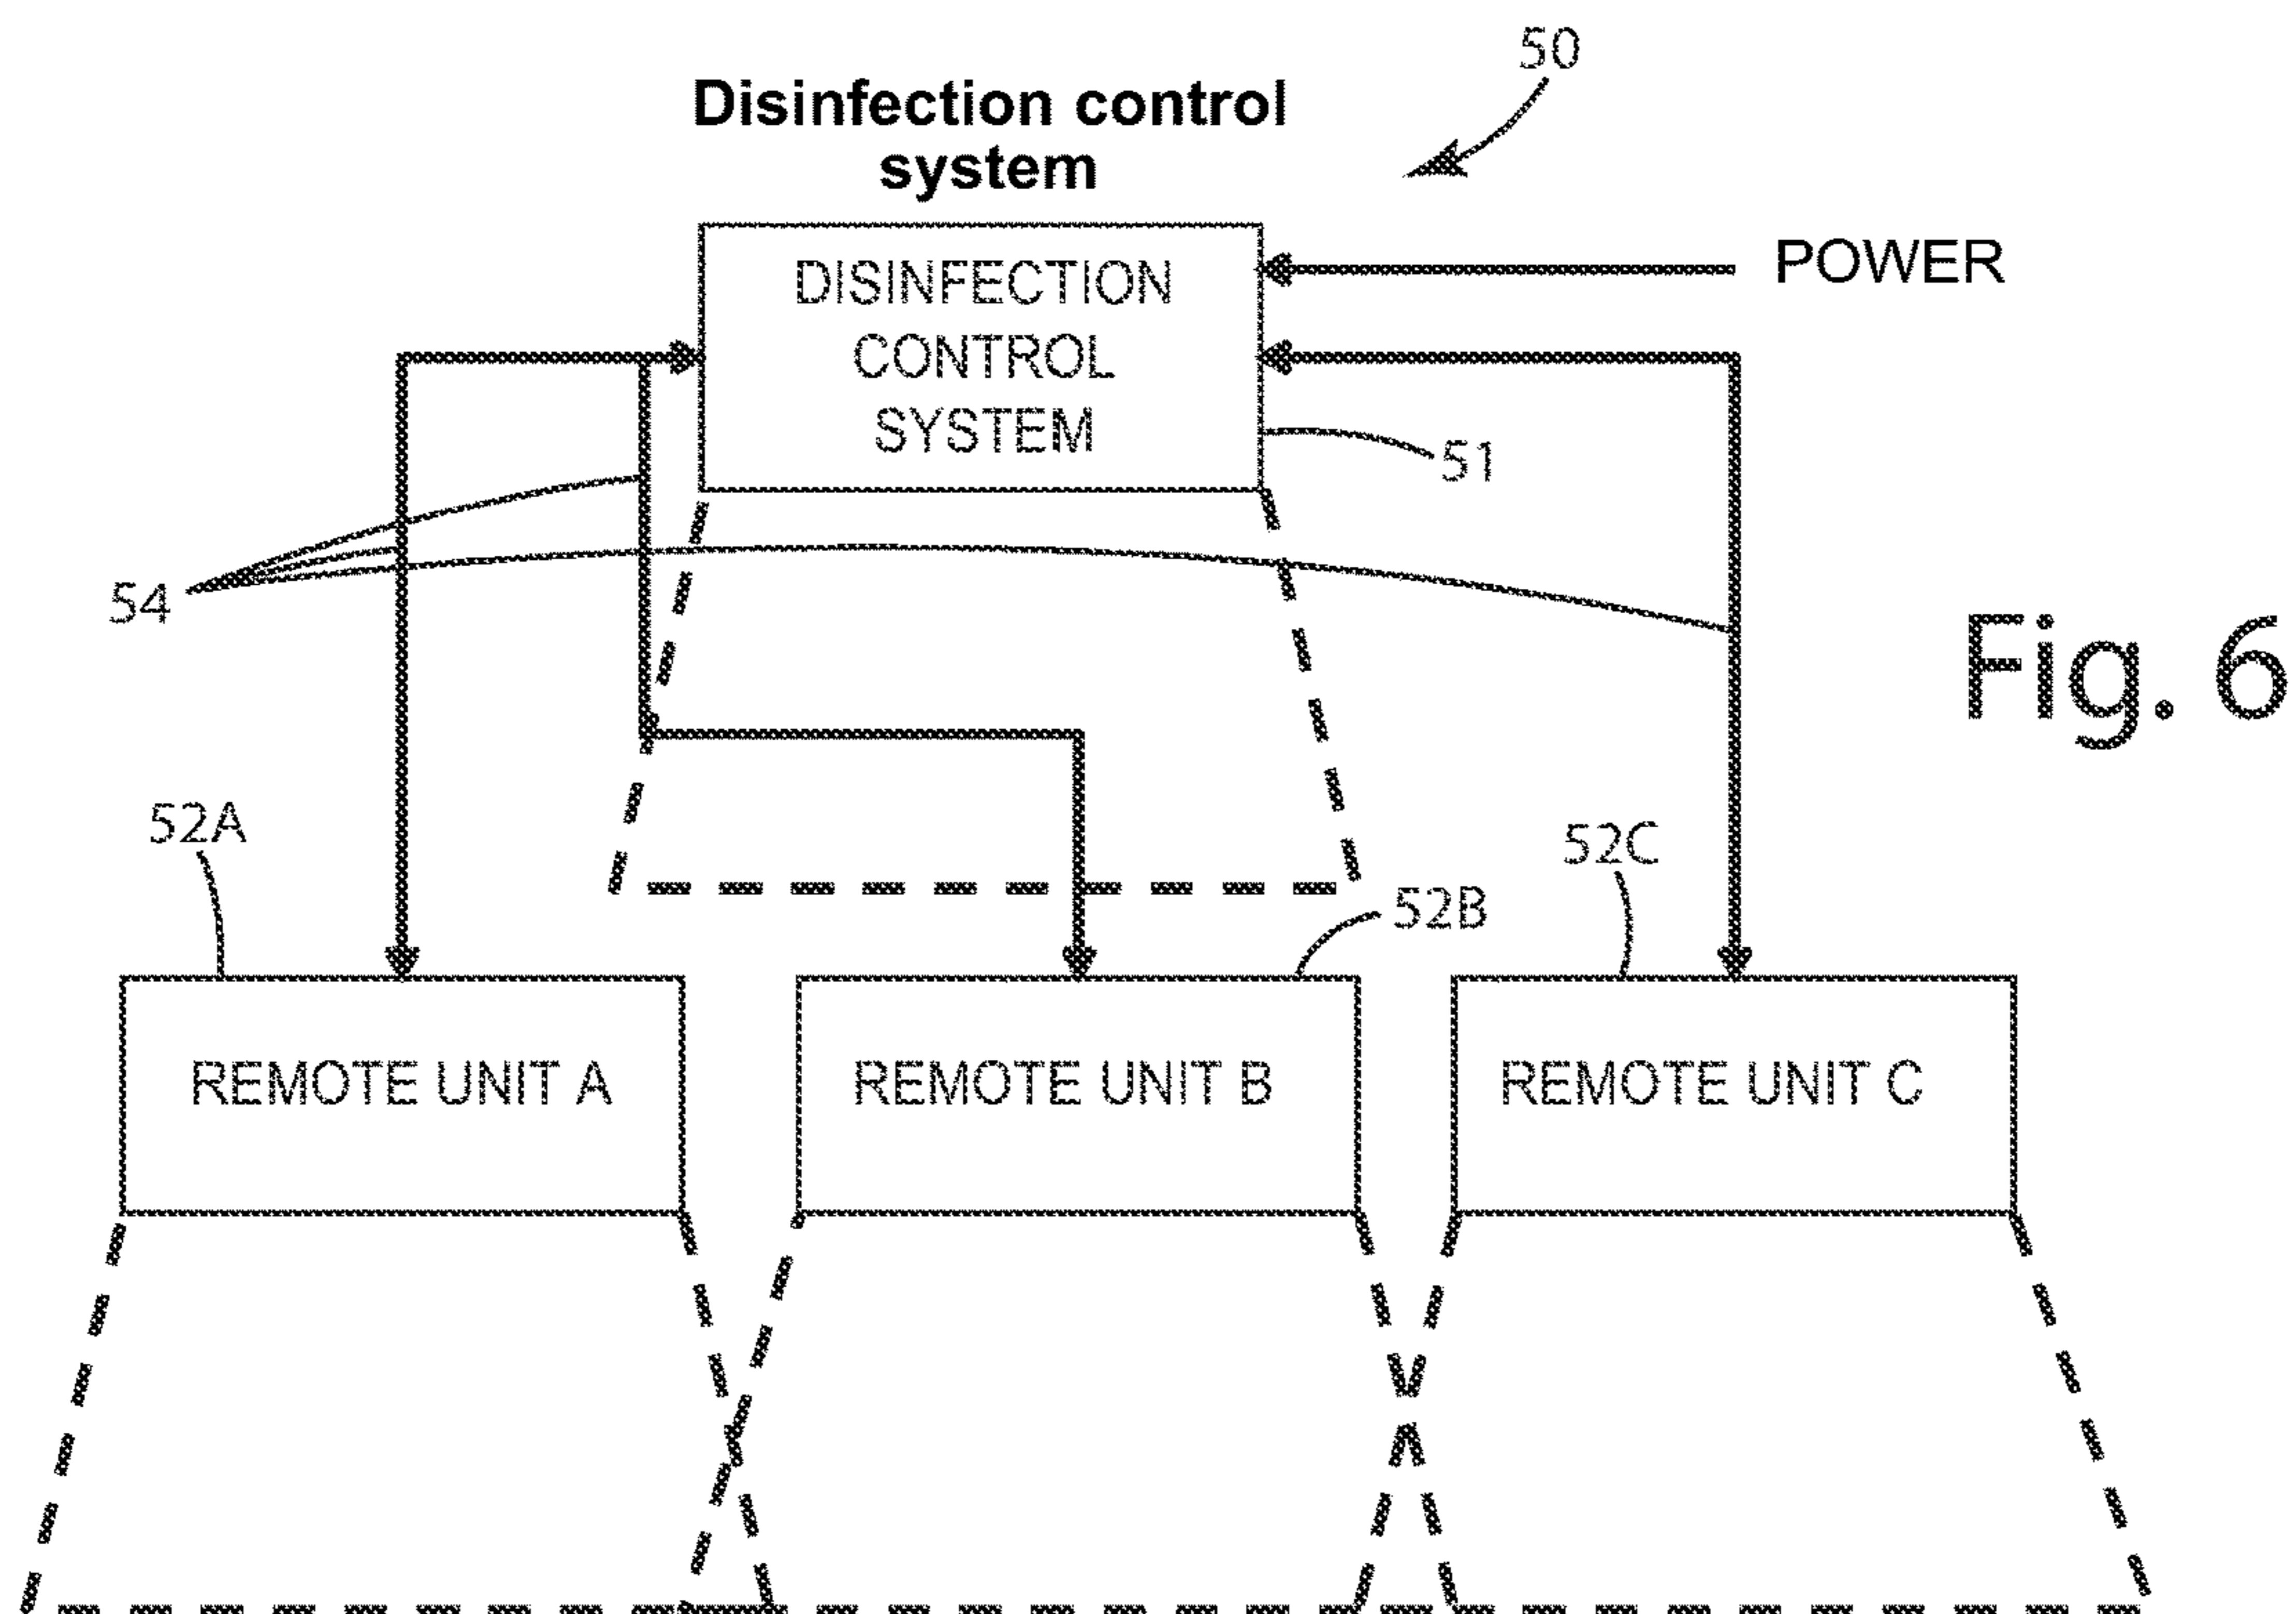 50
Disinfection control
system
POWER
DISINFECTION
CONTROL
SYSTEM
51
54
Fig. 6
52A
52C
52B
REMOTE UNIT A
REMOTE UNIT B
REMOTE UNIT C